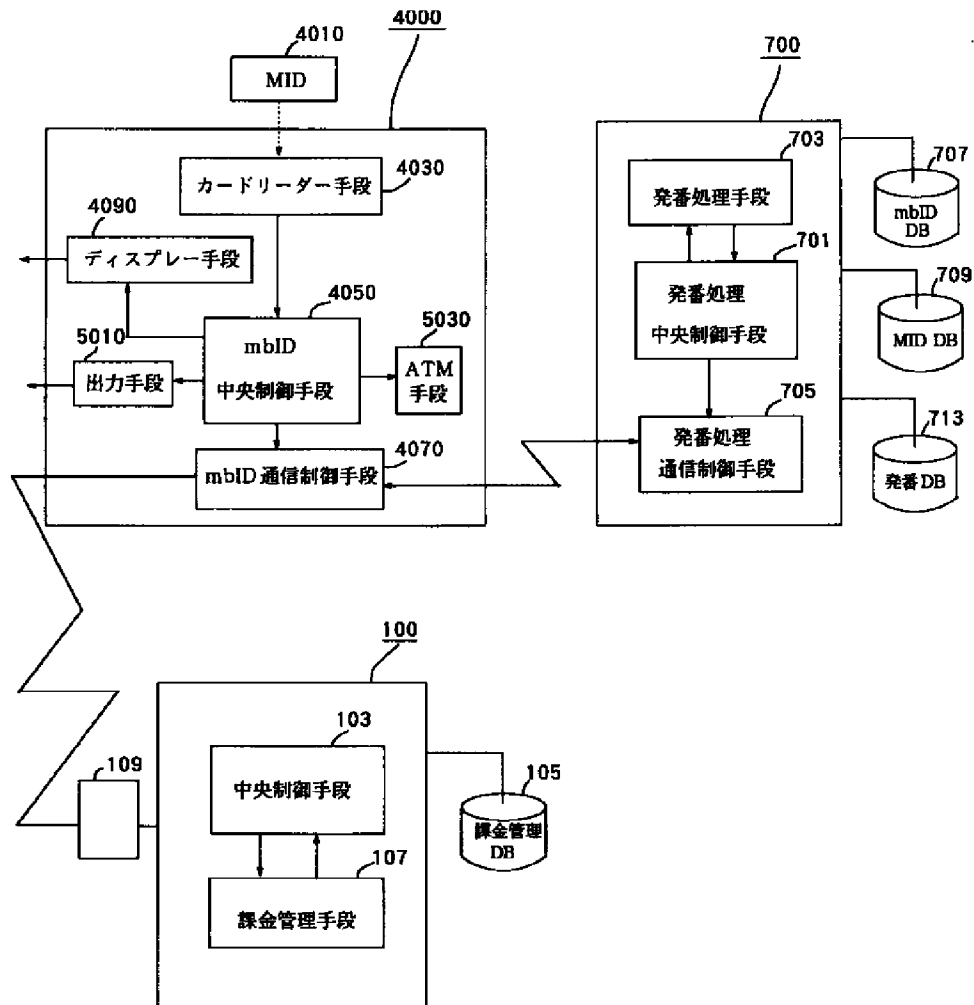 4010
4000
MID
700
703
707
カードリーダー手段
4030
発番処理手段
mbID
DB
4090
701
ディスプレー手段
4050
709
発番処理
中央制御手段
MID DB
5010
mbID
中央制御手段
5030
ATM
手段
出力手段
705
713
4070
発番処理
通信制御手段
mbID通信制御手段
発番DB
100
103
109
中央制御手段
105
課金管理
DB
107
課金管理手段